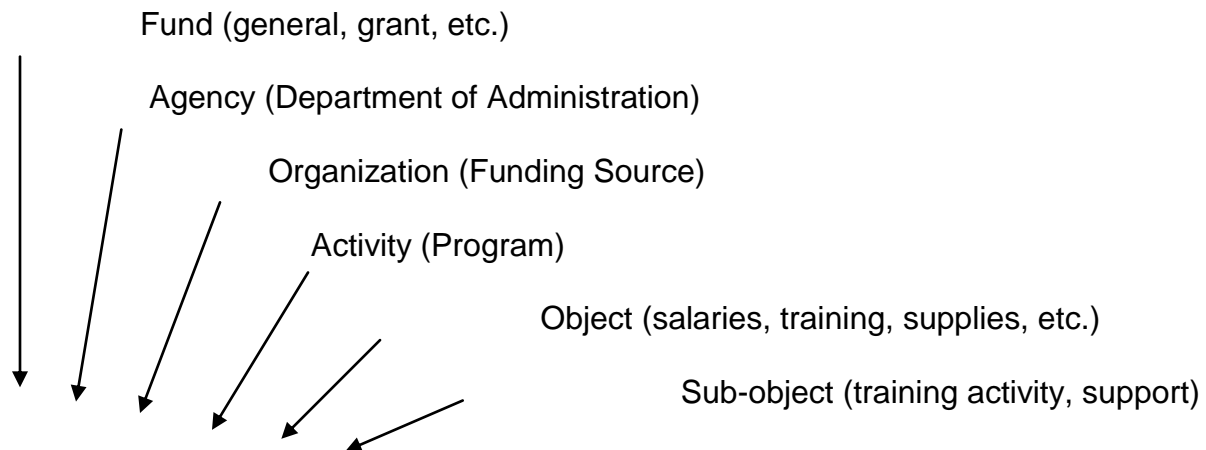 Fund (general, grant, etc.)
Agency (Department of Administration)
Organization (Funding Source)
Activity (Program)
Object (salaries, training, supplies, etc.)
Sub-object (training activity, support)